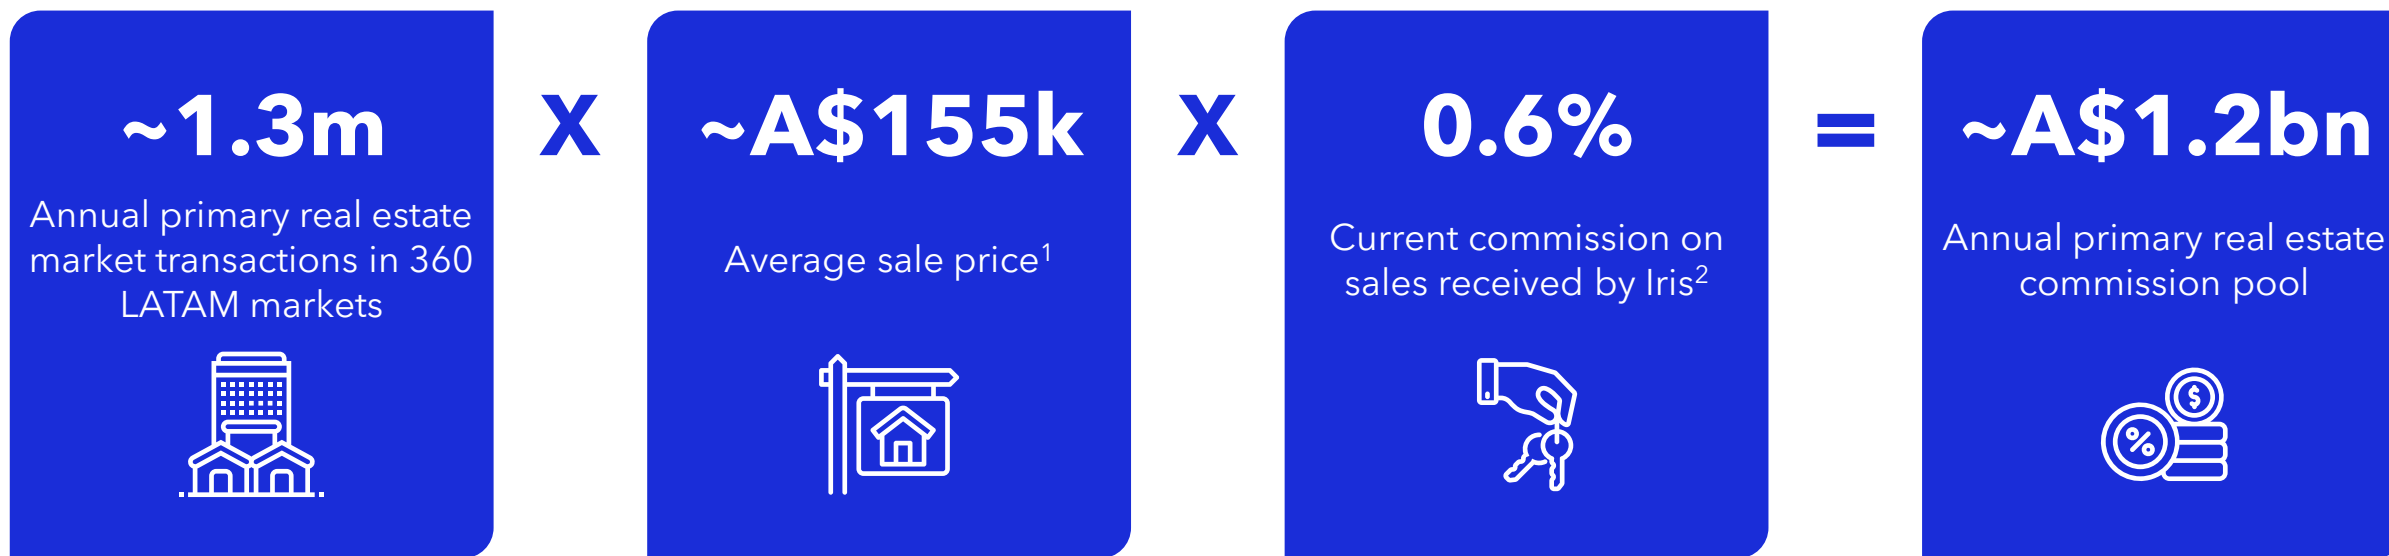 ~1.3m
Annual primary real estate
market transactions in 360
LATAM markets
X
~A$155k
Average sale price¹
X
0.6%
Current commission on
sales received by Iris²
=
~A$1.2bn
Annual primary real estate
commission pool
$
%